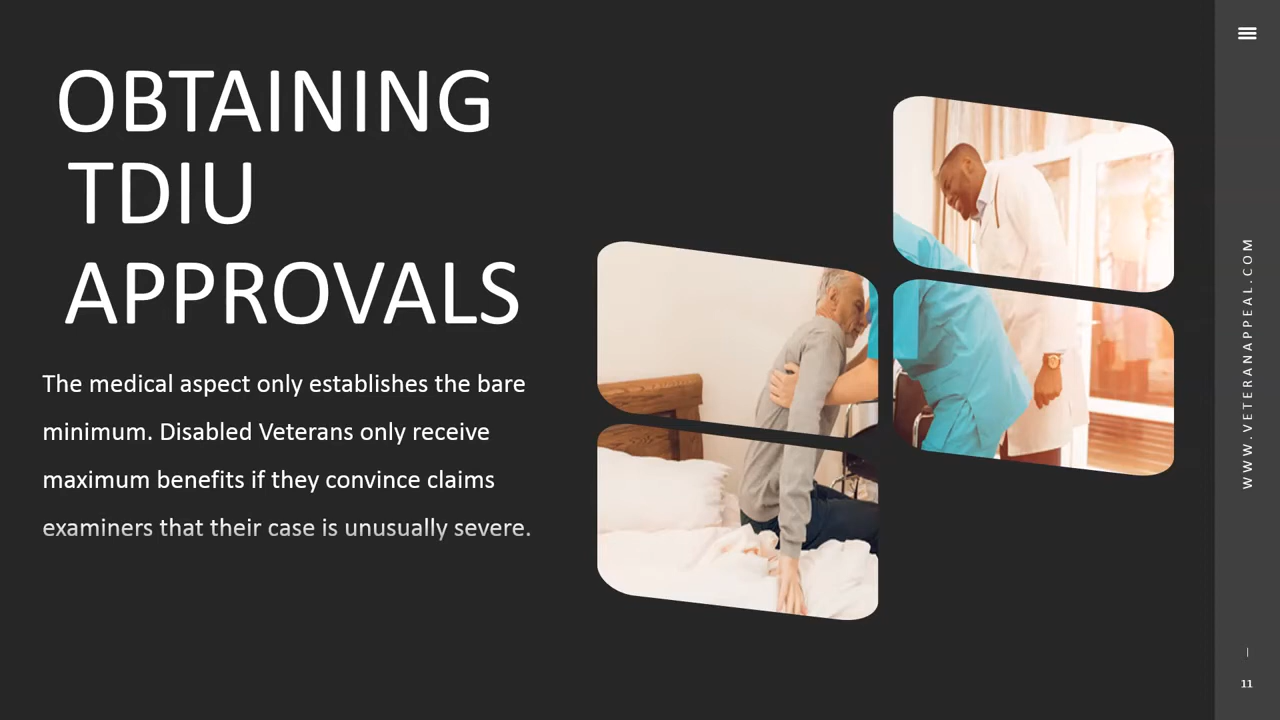 OBTAINING
TDIU
APPROVALS
The medical aspect only establishes the bare
minimum. Disabled Veterans only receive
maximum benefits if they convince claims
examiners that their case is unusually severe.
WWW.VETERANAPPEAL.COM
|
11